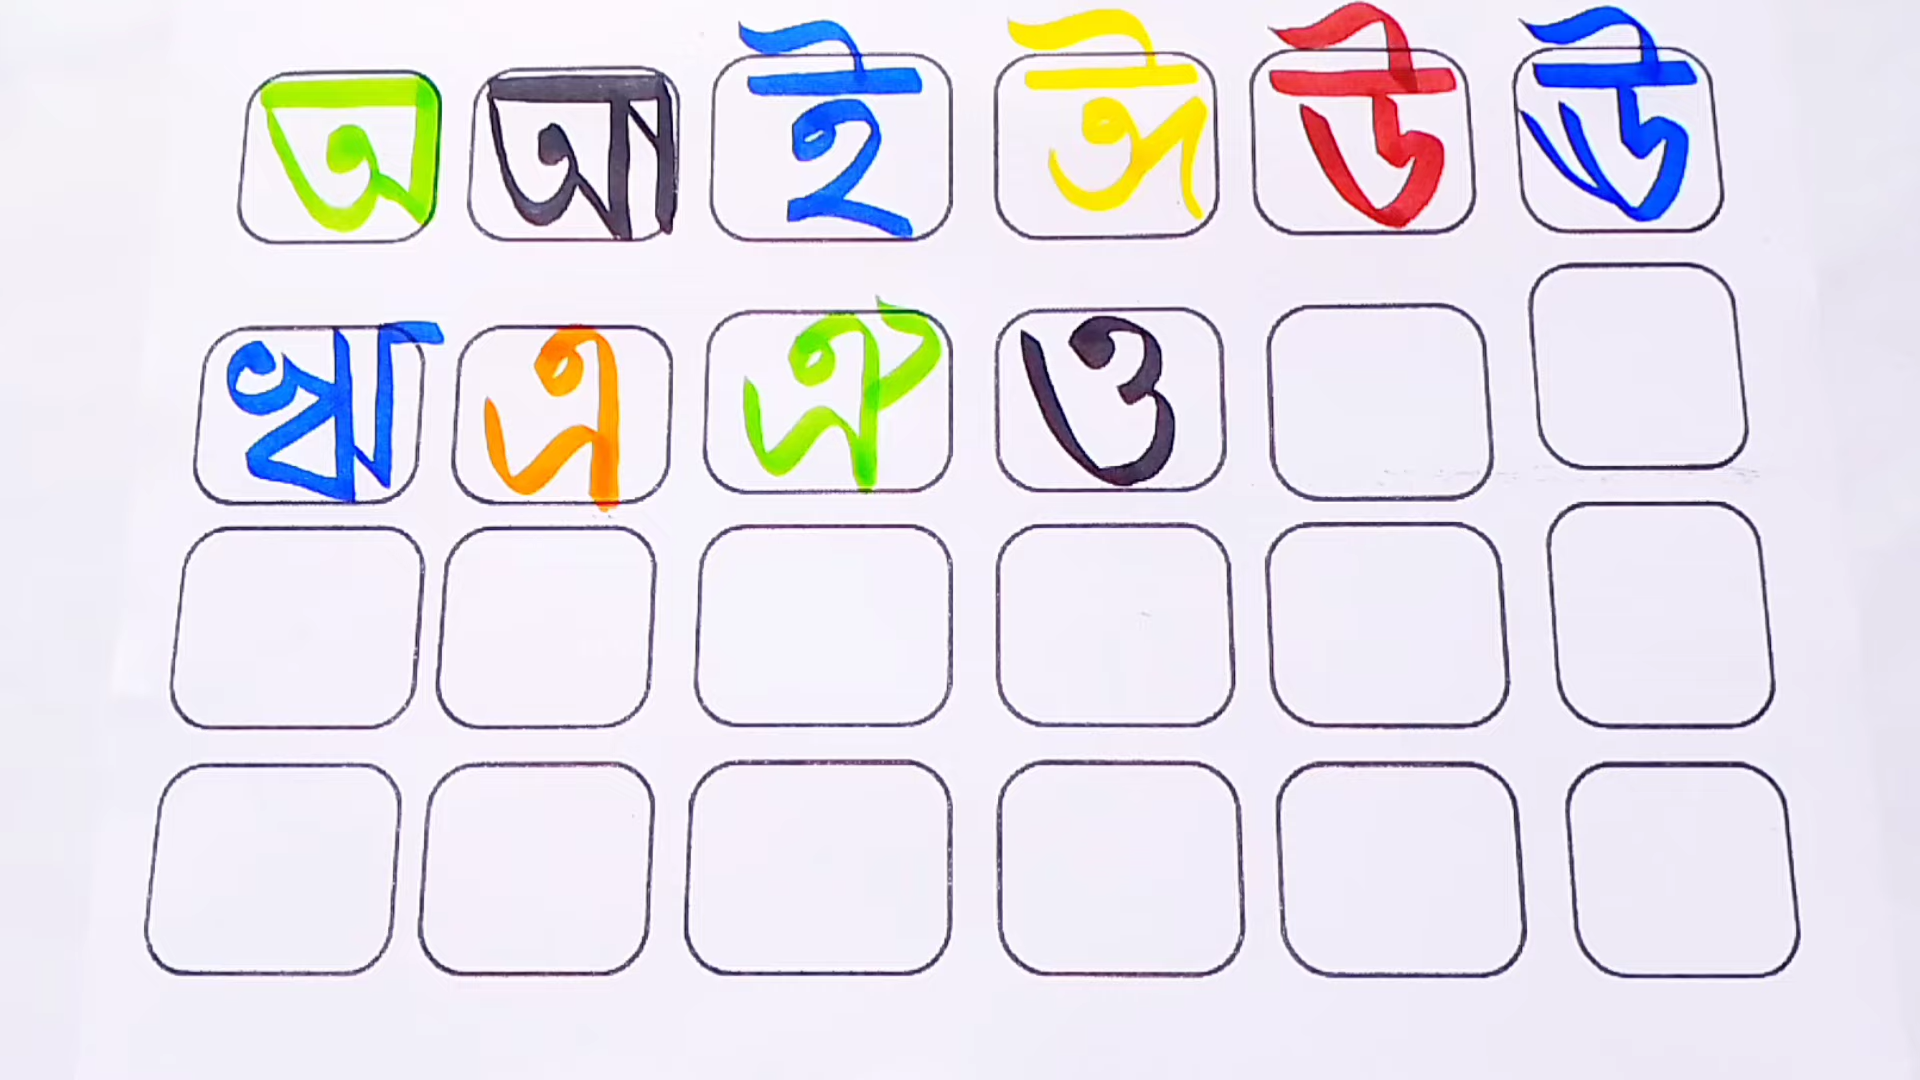 অ আ ই ঈ উ ঊ
ঋ এ ঐ ও